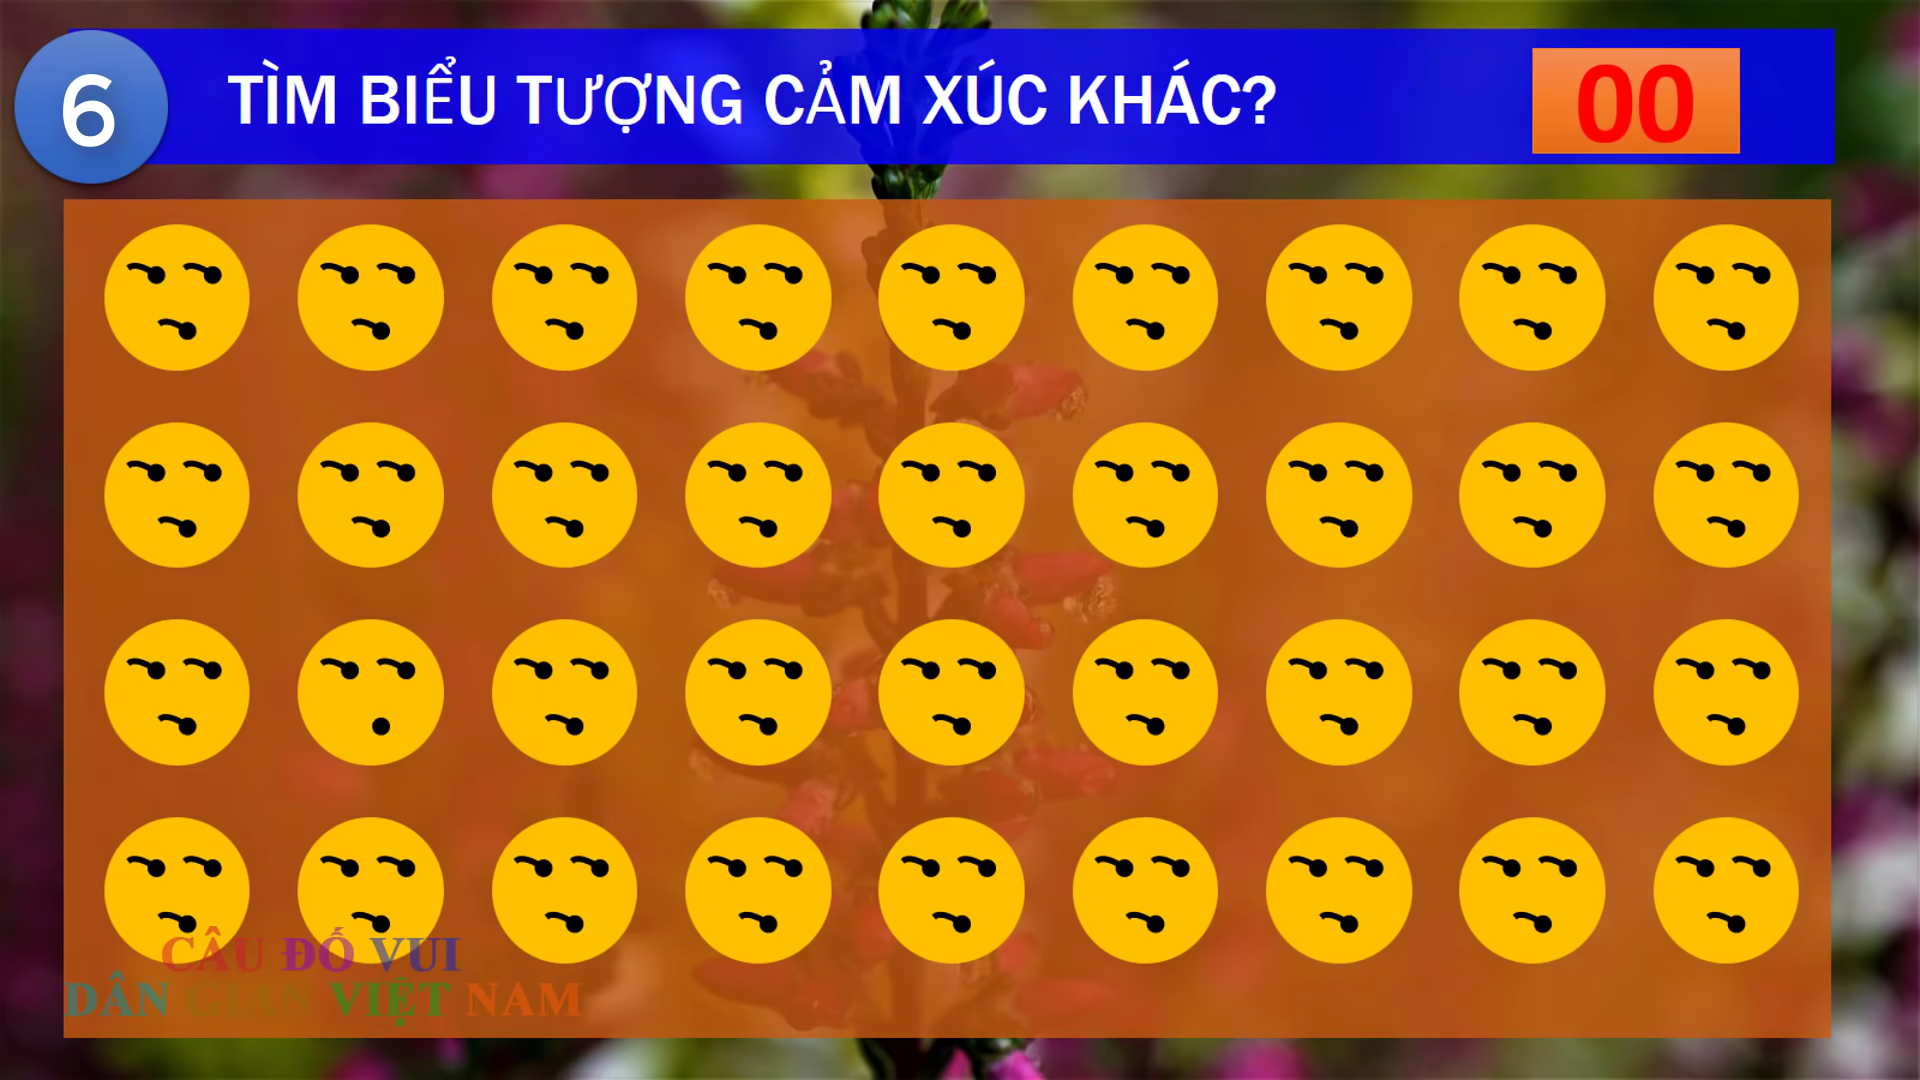 6
TÌM BIỂU TƯỢNG CẢM XÚC KHÁC?
00
CÂU ĐỐ VUI
DÂN GIAN VIỆT NAM